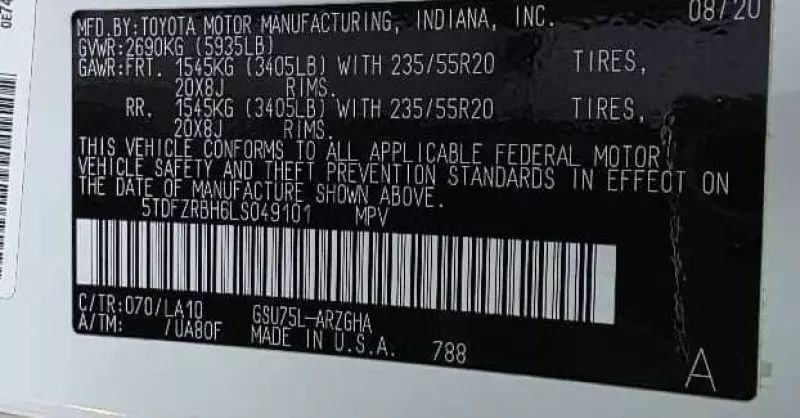 MFD.BY:TOYOTA MOTOR MANUFACTURING, INDIANA, INC. 08/20
GVWR:2690KG (5935LB)
GAWR:FRT. 1545KG (3405LB) WITH 235/55R20 TIRES,
20X8J RIMS.
RR. 1545KG (3405LB) WITH 235/55R20 TIRES,
20X8J RIMS.
THIS VEHICLE CONFORMS TO ALL APPLICABLE FEDERAL MOTOR
VEHICLE SAFETY AND THEFT PREVENTION STANDARDS IN EFFECT ON
THE DATE OF MANUFACTURE SHOWN ABOVE.
5TDFZRBH6LS049101 MPV
C/TR:070/LA10 GSU75L-ARZGHA
A/TM: /UA80F MADE IN U.S.A. 788
A